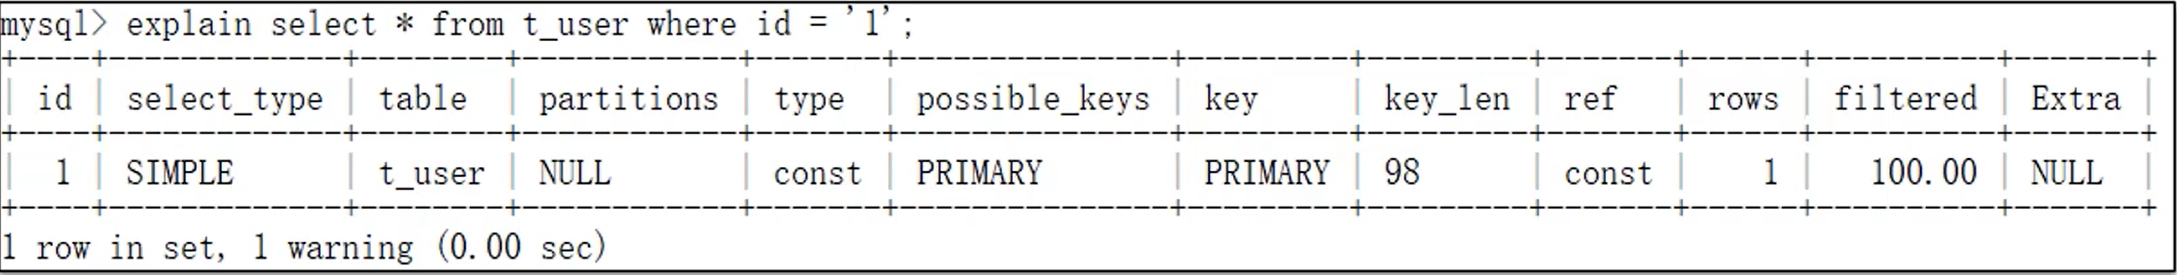 mysql> explain select * from t_user where id = '1';
+----+-------------+--------+------------+-------+---------------+---------+---------+-------+------+----------+-------+
| id | select_type | table | partitions | type | possible_keys | key | key_len | ref | rows | filtered | Extra |
+----+-------------+--------+------------+-------+---------------+---------+---------+-------+------+----------+-------+
| 1 | SIMPLE | t_user | NULL | const | PRIMARY | PRIMARY | 98 | const | 1 | 100.00 | NULL |
+----+-------------+--------+------------+-------+---------------+---------+---------+-------+------+----------+-------+
1 row in set, 1 warning (0.00 sec)